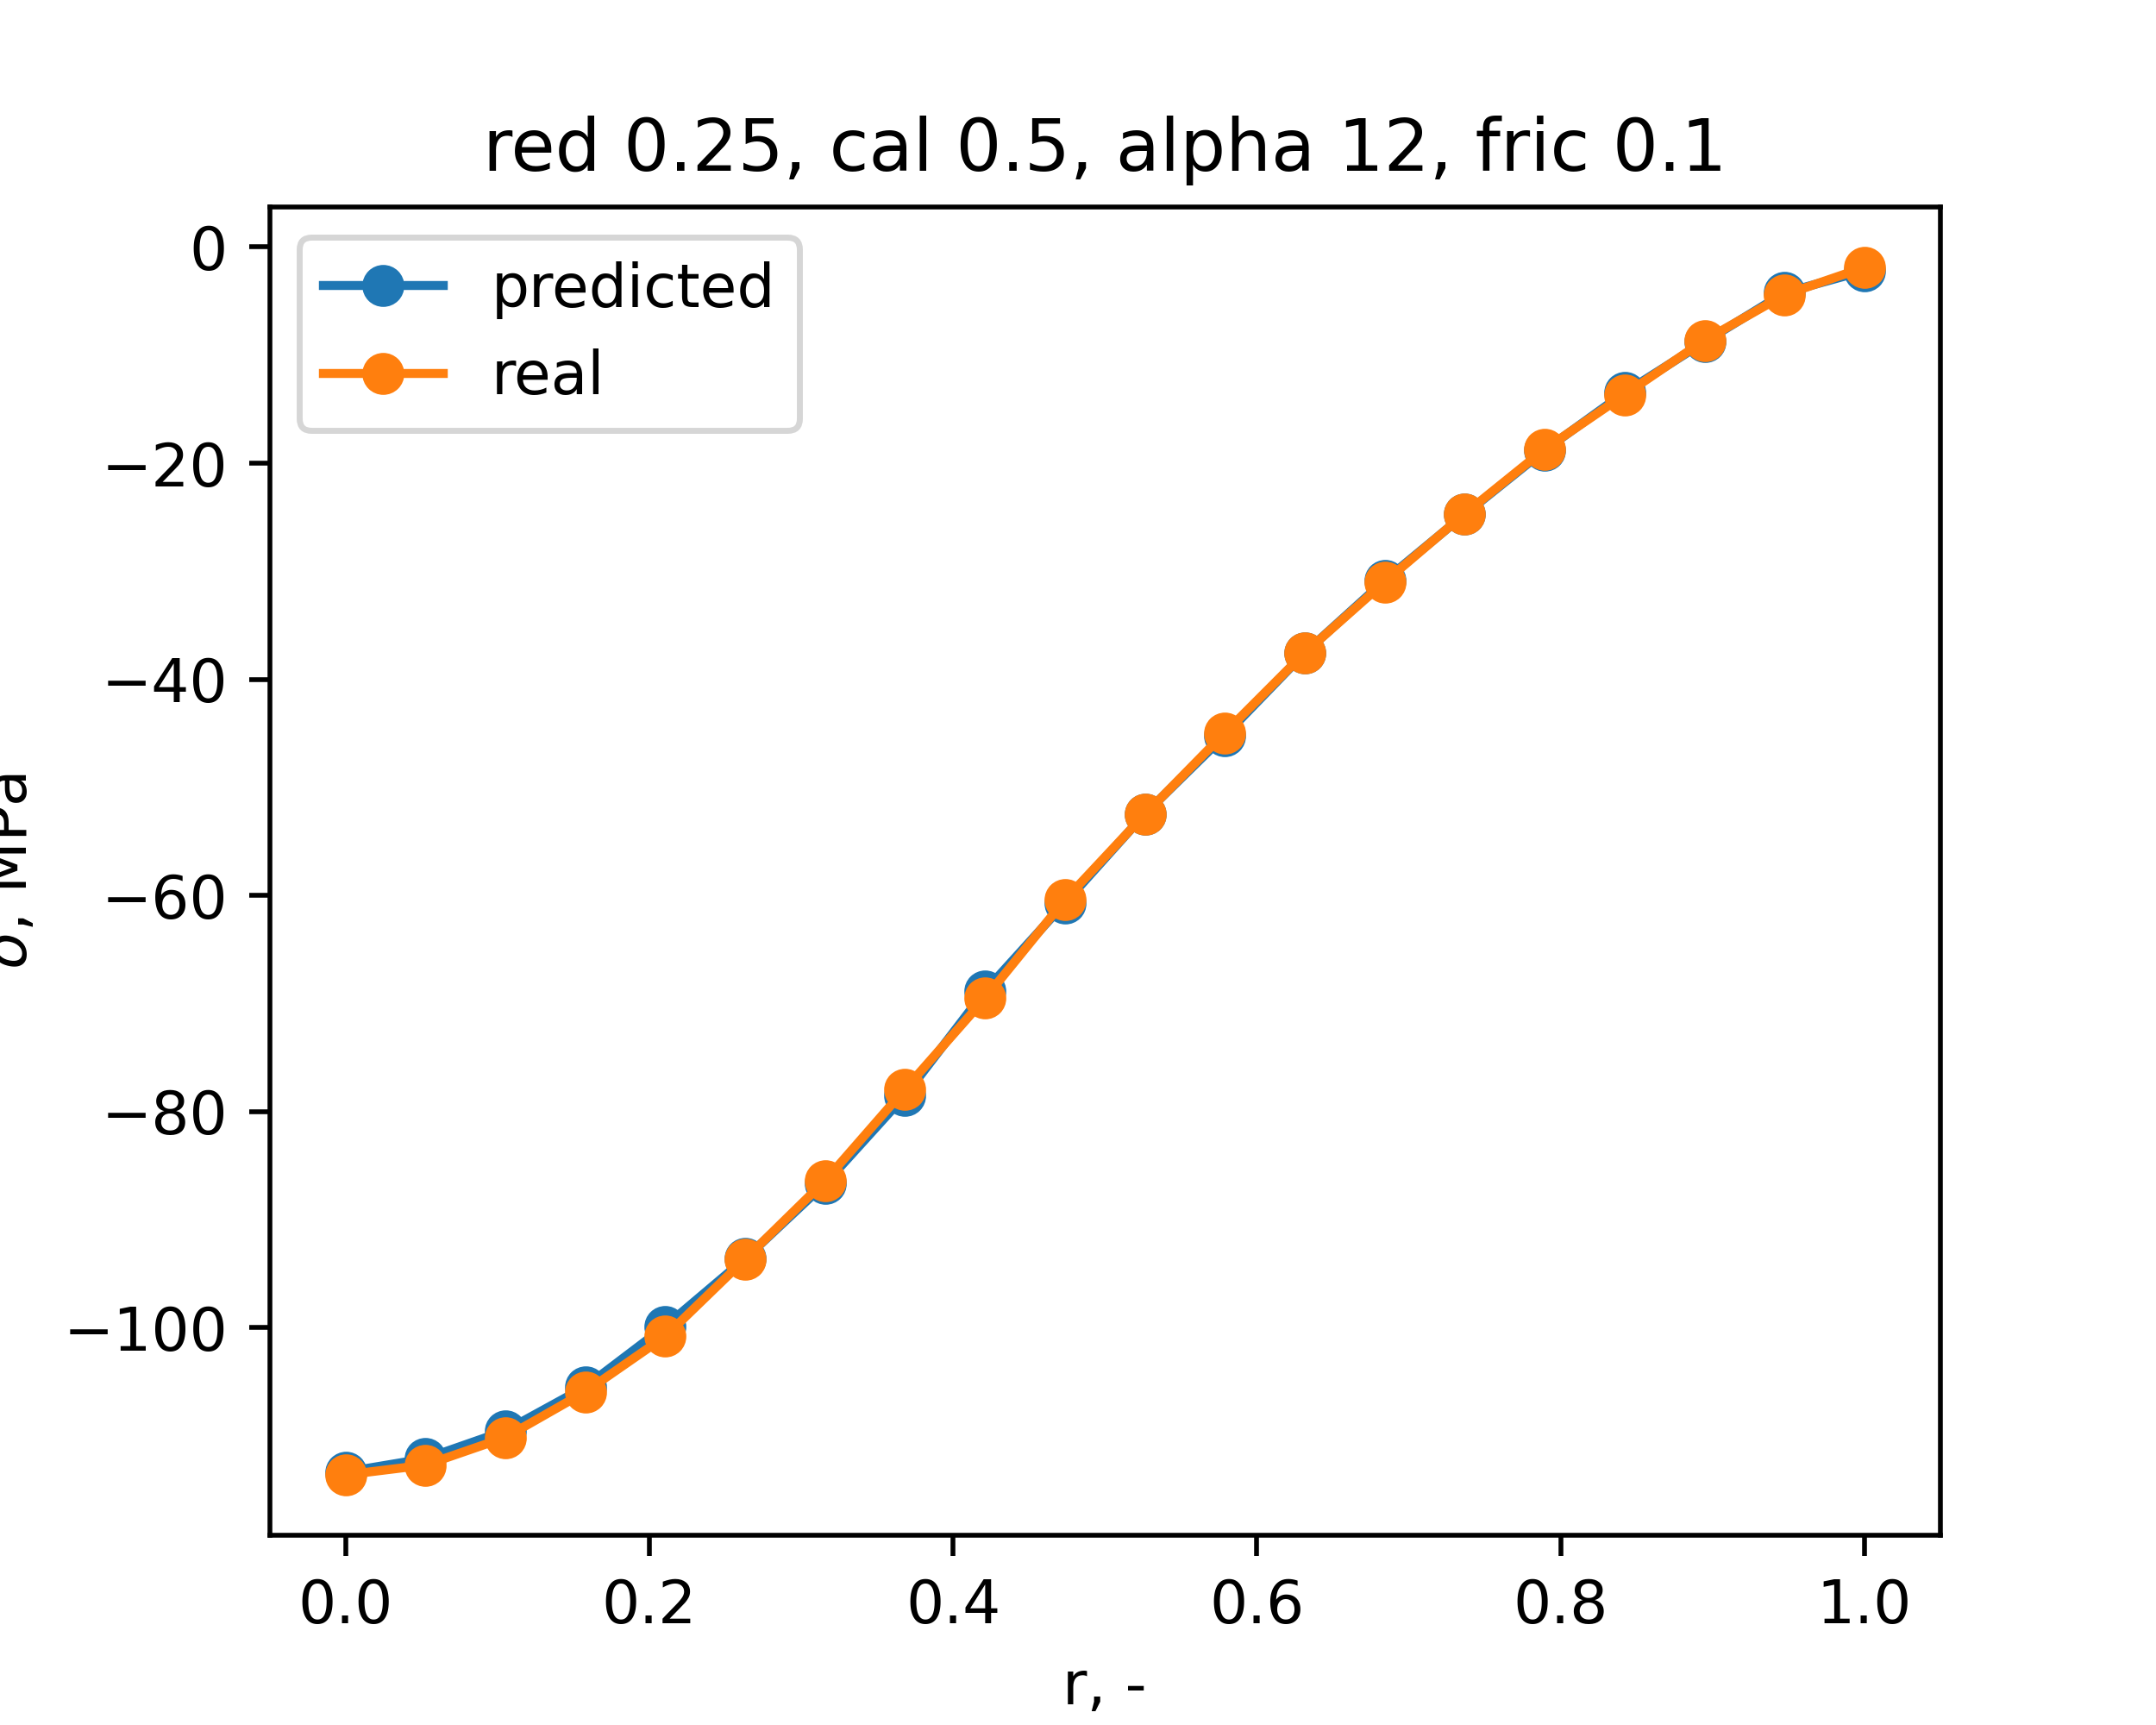 red 0.25, cal 0.5, alpha 12, fric 0.1
predicted
real
0
−20
−40
−60
−80
−100
σ, MPa
0.0 0.2 0.4 0.6 0.8 1.0
r, -